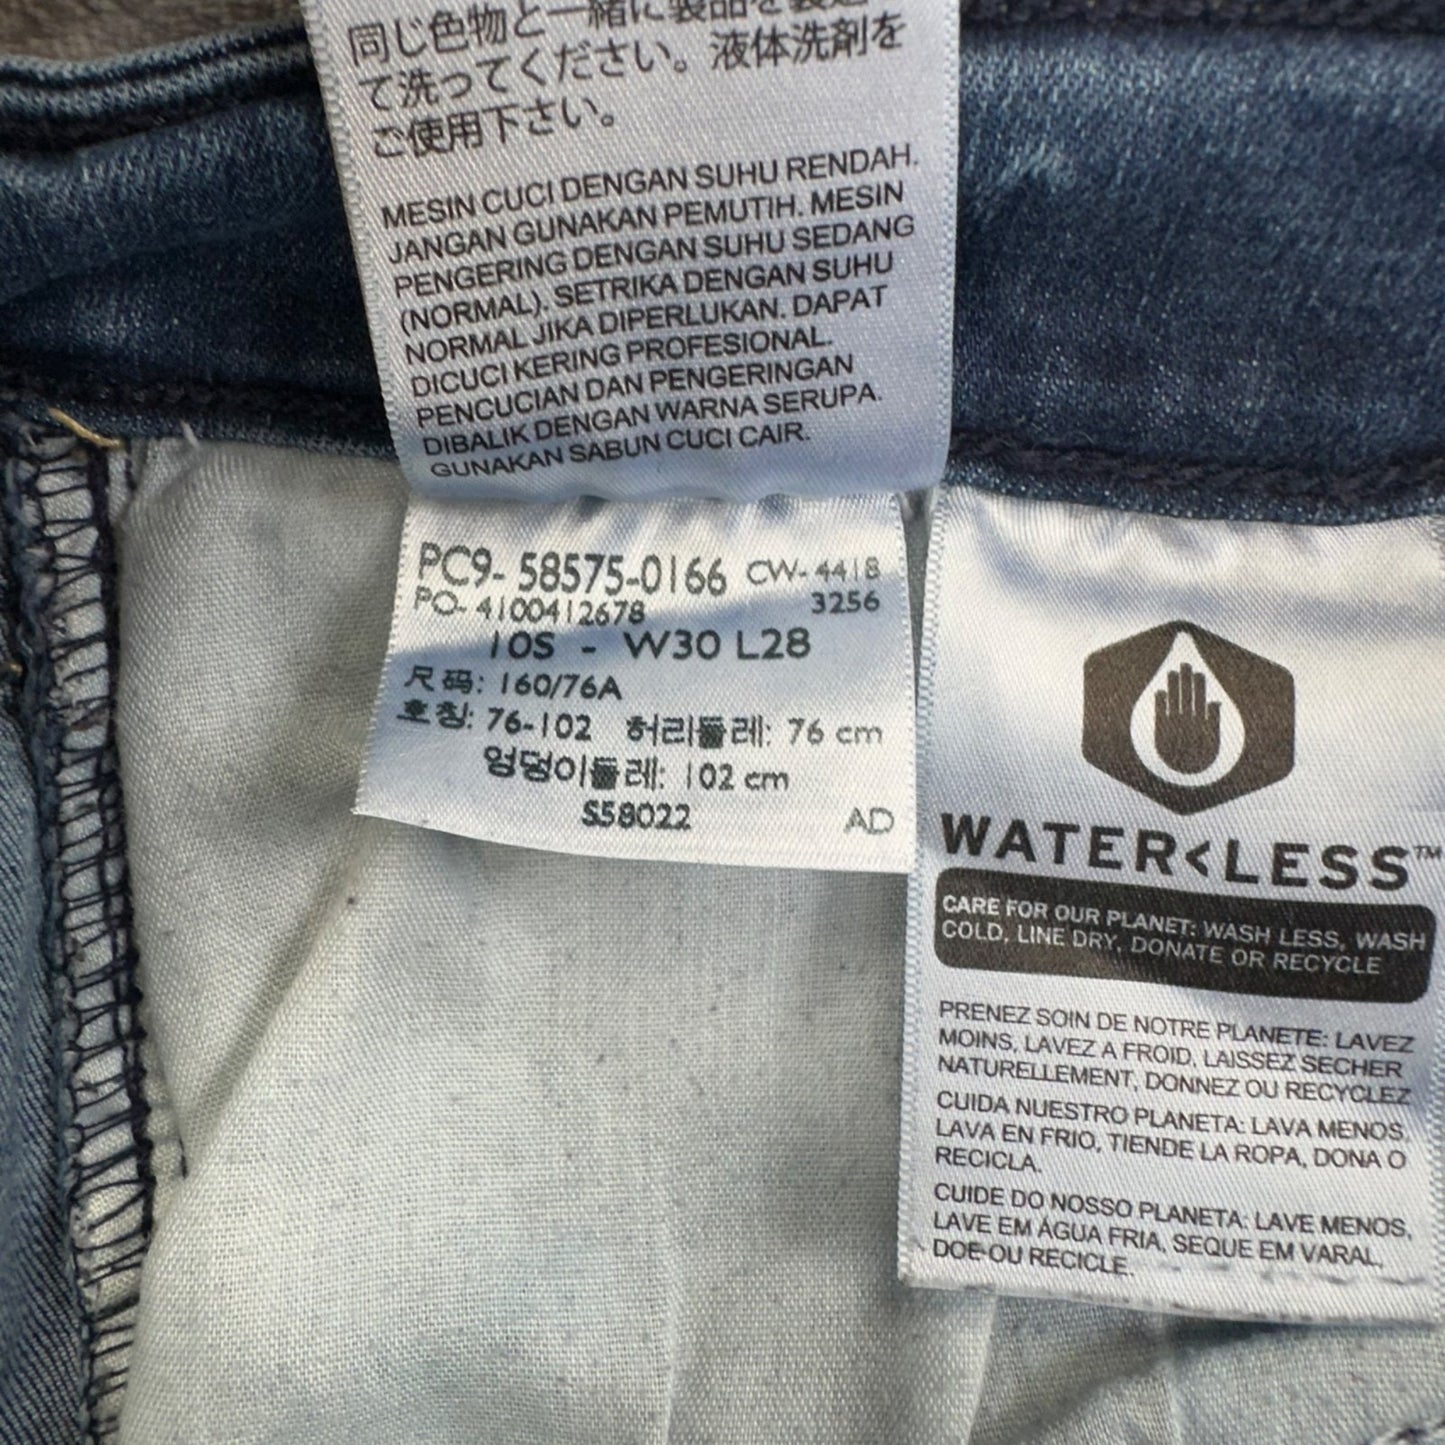 同じ色物と一緒に製品を裏返し
て洗ってください。液体洗剤を
ご使用下さい。
MESIN CUCI DENGAN SUHU RENDAH.
JANGAN GUNAKAN PEMUTIH. MESIN
PENGERING DENGAN SUHU SEDANG
(NORMAL). SETRIKA DENGAN SUHU
NORMAL JIKA DIPERLUKAN. DAPAT
DICUCI KERING PROFESIONAL.
PENCUCIAN DAN PENGERINGAN
DIBALIK DENGAN WARNA SERUPA.
GUNAKAN SABUN CUCI CAIR.
PC9- 58575-0166 CW- 4418
PO- 4100412678 3256
10S - W30 L28
尺码: 160/76A
호칭: 76-102 허리둘레: 76 cm
엉덩이둘레: 102 cm
S58022 AD
WATER<LESS™
CARE FOR OUR PLANET: WASH LESS, WASH
COLD, LINE DRY, DONATE OR RECYCLE
PRENEZ SOIN DE NOTRE PLANETE: LAVEZ
MOINS, LAVEZ A FROID, LAISSEZ SECHER
NATURELLEMENT, DONNEZ OU RECYCLEZ
CUIDA NUESTRO PLANETA: LAVA MENOS,
LAVA EN FRIO, TIENDE LA ROPA, DONA O
RECICLA.
CUIDE DO NOSSO PLANETA: LAVE MENOS,
LAVE EM ÁGUA FRIA, SEQUE EM VARAL,
DOE OU RECICLE.